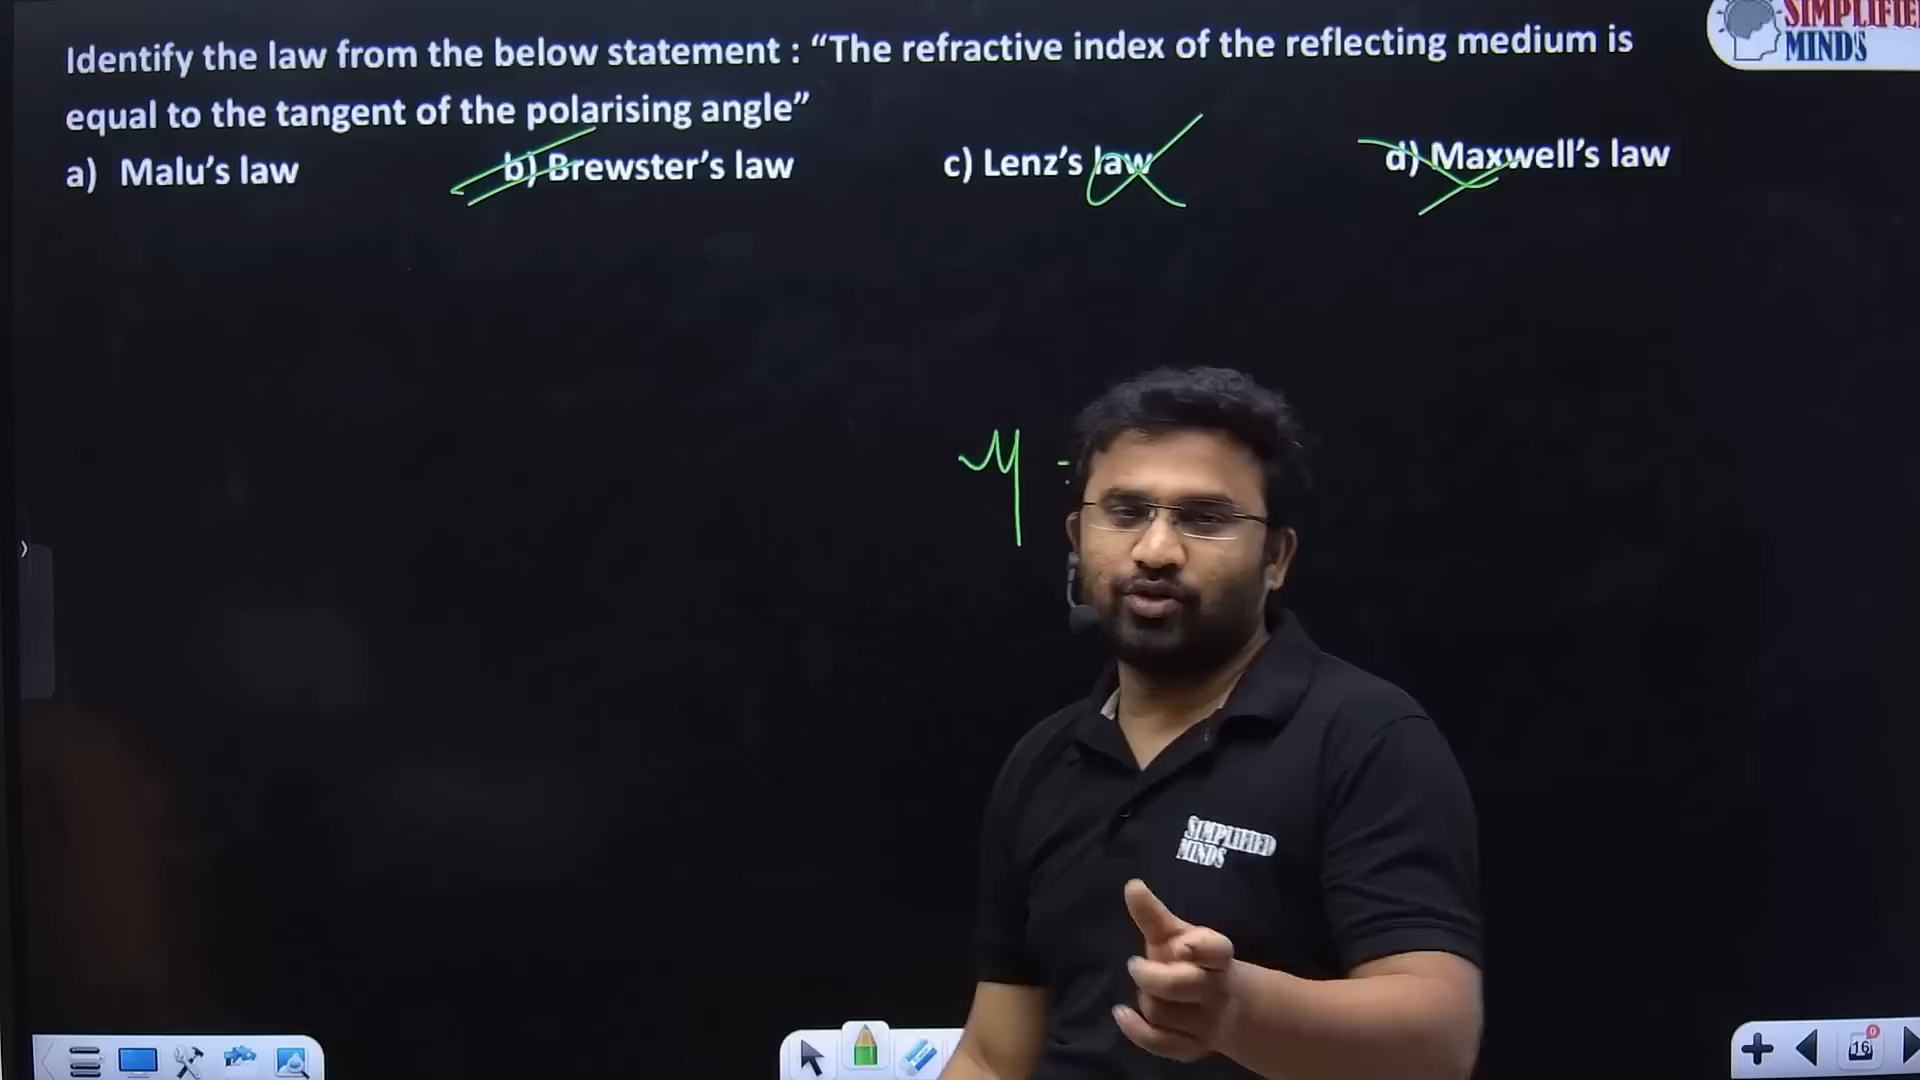 SIMPLIFIED
MINDS
Identify the law from the below statement : “The refractive index of the reflecting medium is
equal to the tangent of the polarising angle”
a) Malu’s law b) Brewster’s law c) Lenz’s law d) Maxwell’s law
SIMPLIFIED
MINDS
0
16